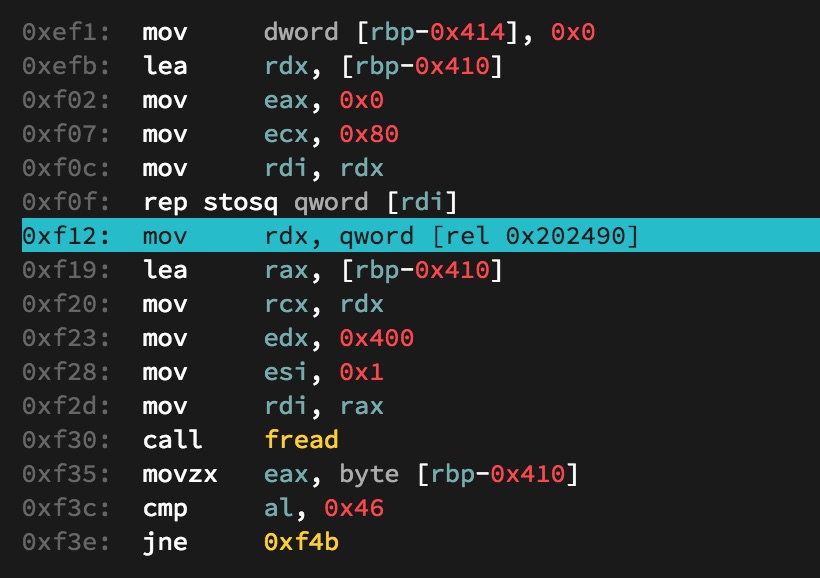 0xef1: mov dword [rbp-0x414], 0x0
0xefb: lea rdx, [rbp-0x410]
0xf02: mov eax, 0x0
0xf07: mov ecx, 0x80
0xf0c: mov rdi, rdx
0xf0f: rep stosq qword [rdi]
0xf12: mov rdx, qword [rel 0x202490]
0xf19: lea rax, [rbp-0x410]
0xf20: mov rcx, rdx
0xf23: mov edx, 0x400
0xf28: mov esi, 0x1
0xf2d: mov rdi, rax
0xf30: call fread
0xf35: movzx eax, byte [rbp-0x410]
0xf3c: cmp al, 0x46
0xf3e: jne 0xf4b